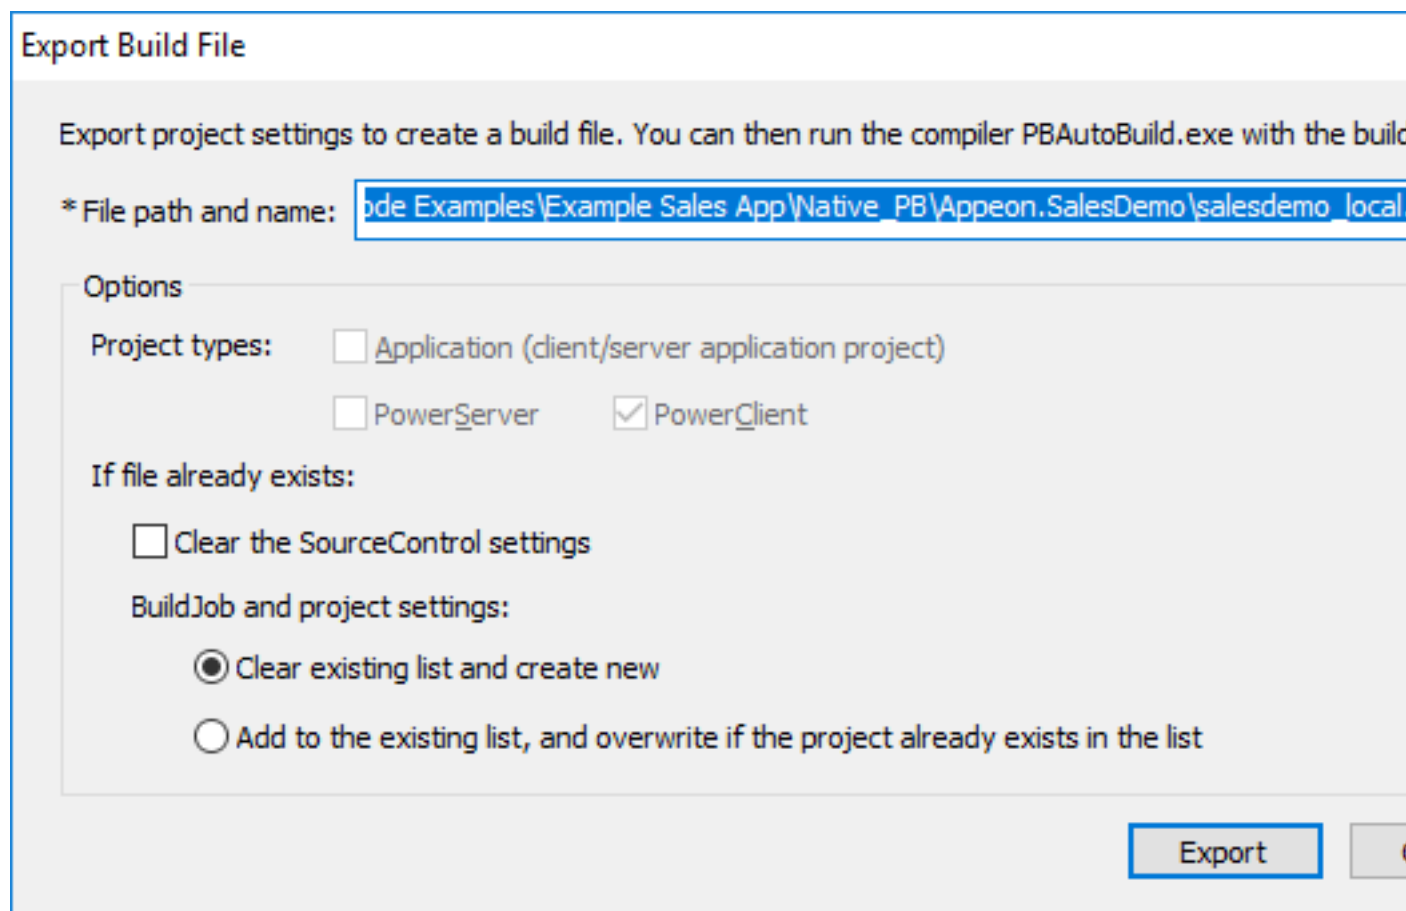 Export Build File
Export project settings to create a build file. You can then run the compiler PBAutoBuild.exe with the build
* File path and name: ode Examples\Example Sales App\Native_PB\Appeon.SalesDemo\salesdemo_local.
Options
Project types: Application (client/server application project)
PowerServer PowerClient
If file already exists:
Clear the SourceControl settings
BuildJob and project settings:
Clear existing list and create new
Add to the existing list, and overwrite if the project already exists in the list
Export